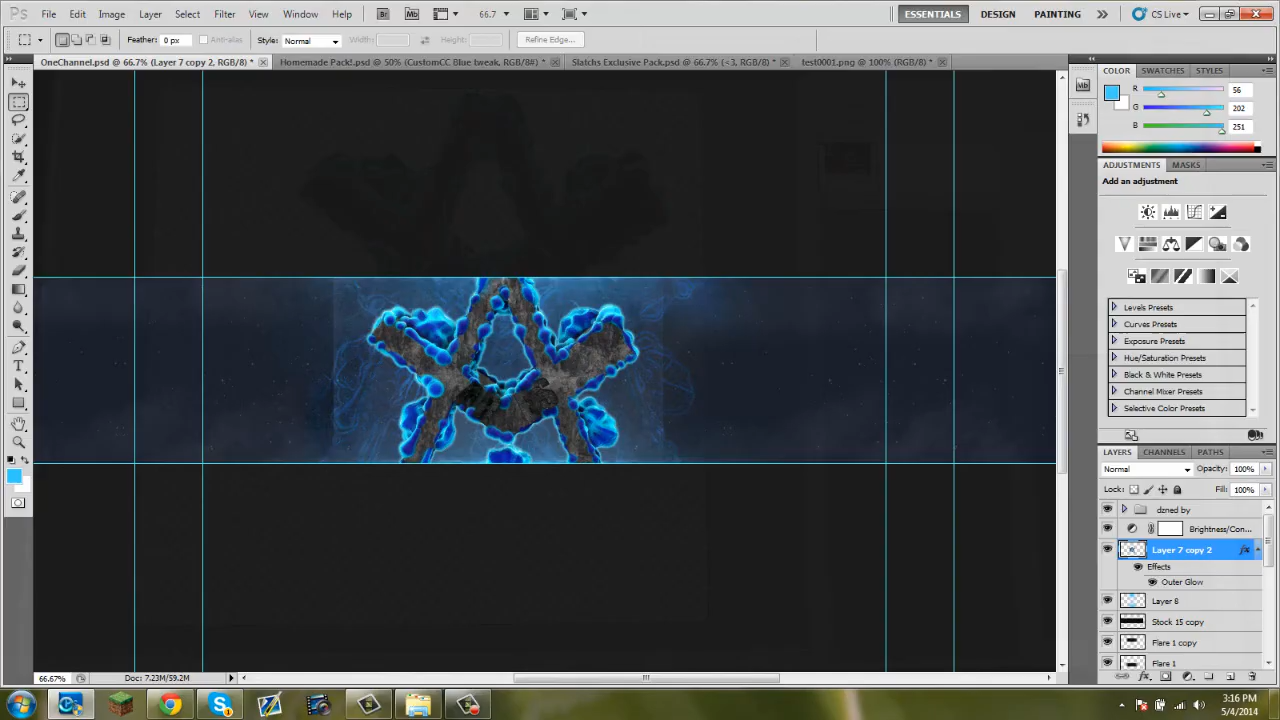 Ps File Edit Image Layer Select Filter View Window Help Br Mb 66.7 ESSENTIALS DESIGN PAINTING CS Live
Feather: 0 px Anti-alias Style: Normal Width: Height: Refine Edge...
OneChannel.psd @ 66.7% (Layer 7 copy 2, RGB/8) * Homemade Pack!.psd @ 50% (CustomCC Blue tweak, RGB/8#) * Slatchs Exclusive Pack.psd @ 66.7% (<3, RGB/8) * test0001.png @ 100% (RGB/8) *
COLOR SWATCHES STYLES
R 56
G 202
B 251
ADJUSTMENTS MASKS
Add an adjustment
Levels Presets
Curves Presets
Exposure Presets
Hue/Saturation Presets
Black & White Presets
Channel Mixer Presets
Selective Color Presets
LAYERS CHANNELS PATHS
Normal Opacity: 100%
Lock: Fill: 100%
dzned by
Brightness/Con...
Layer 7 copy 2
Effects
Outer Glow
Layer 8
Stock 15 copy
Flare 1 copy
Flare 1
66.67% Doc: 7.23M/59.2M
3:16 PM
5/4/2014